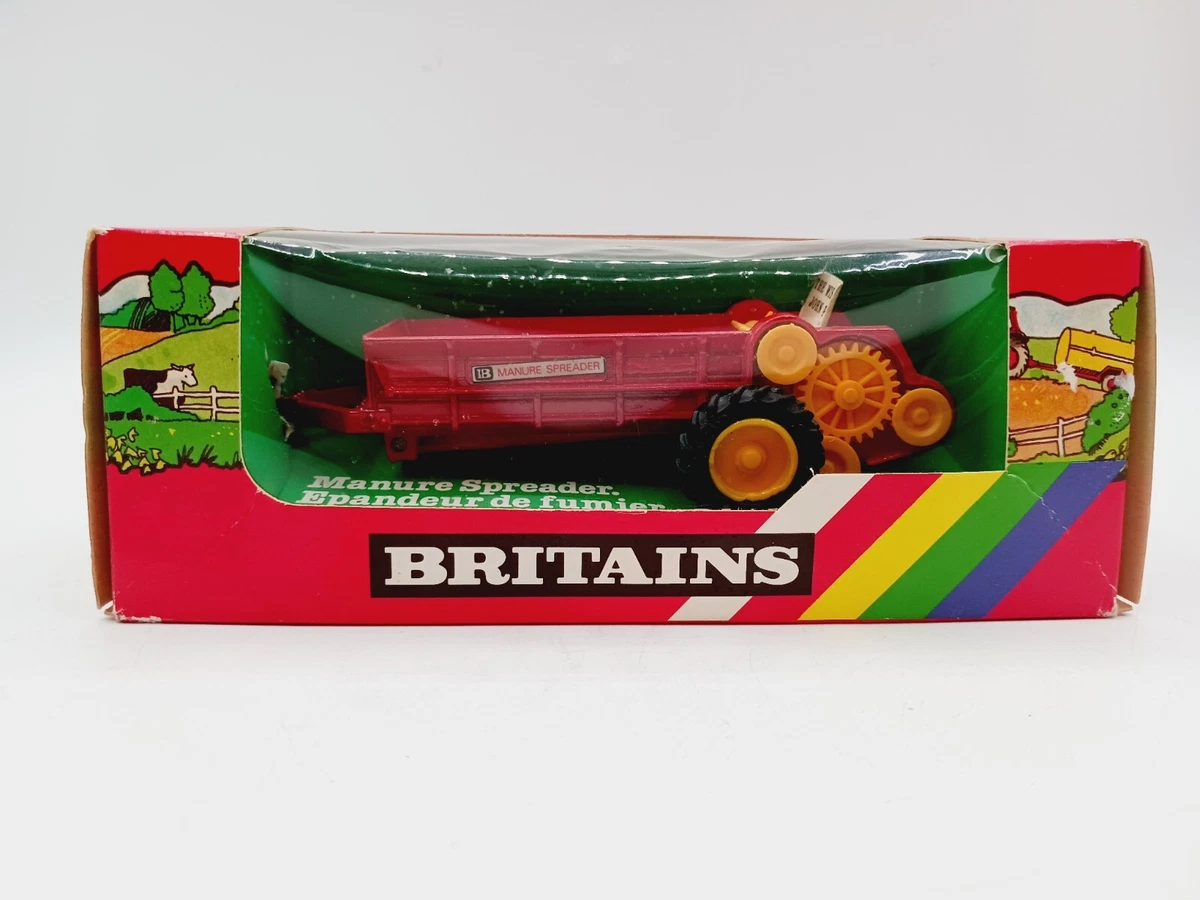 B MANURE SPREADER
Manure Spreader.
Epandeur de fumier
BRITAINS